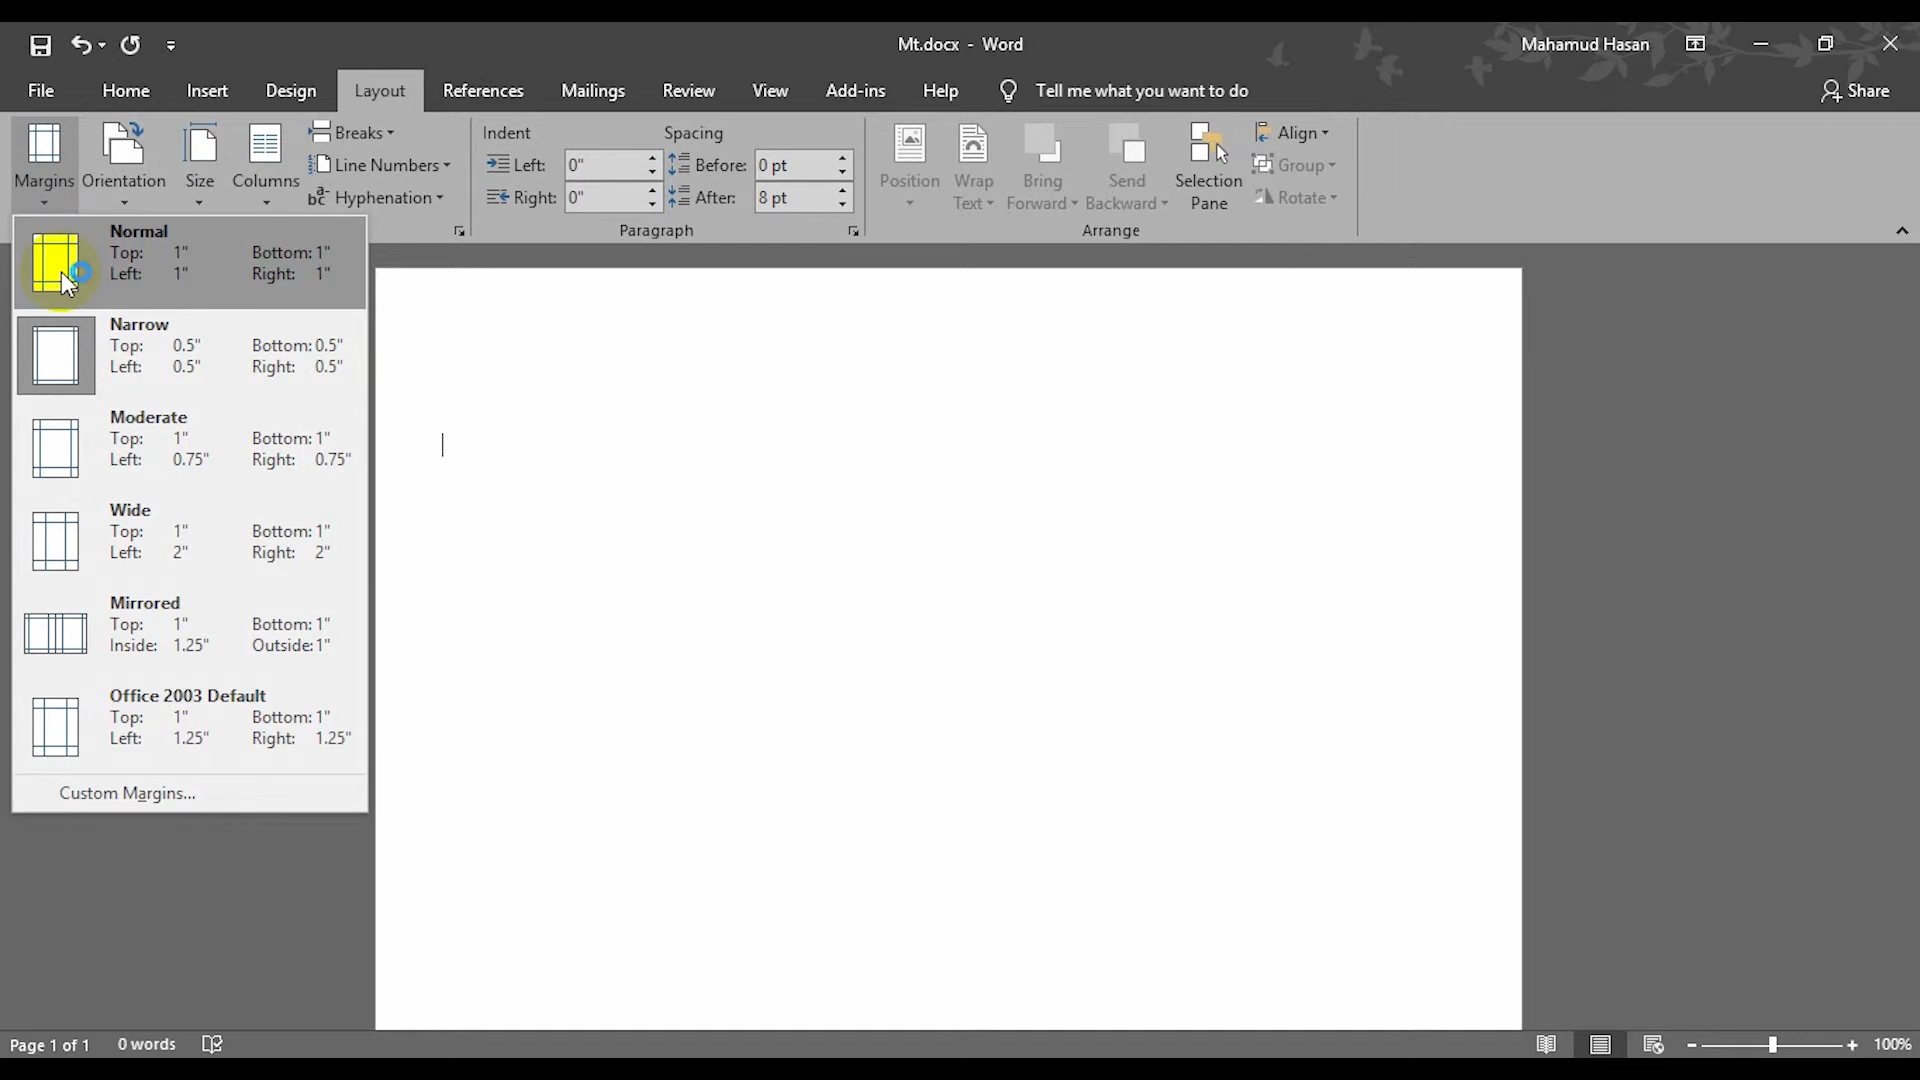 Mt.docx - Word
Mahamud Hasan
File Home Insert Design Layout References Mailings Review View Add-ins Help Tell me what you want to do Share
Margins Orientation Size Columns
Breaks
Line Numbers
bc Hyphenation
Indent Spacing
Left: 0" Before: 0 pt
Right: 0" After: 8 pt
Paragraph
Position
Wrap Text
Bring Forward
Send Backward
Selection Pane
Align
Group
Rotate
Arrange
Normal
Top: 1" Bottom: 1"
Left: 1" Right: 1"
Narrow
Top: 0.5" Bottom: 0.5"
Left: 0.5" Right: 0.5"
Moderate
Top: 1" Bottom: 1"
Left: 0.75" Right: 0.75"
Wide
Top: 1" Bottom: 1"
Left: 2" Right: 2"
Mirrored
Top: 1" Bottom: 1"
Inside: 1.25" Outside: 1"
Office 2003 Default
Top: 1" Bottom: 1"
Left: 1.25" Right: 1.25"
Custom Margins...
Page 1 of 1 0 words 100%